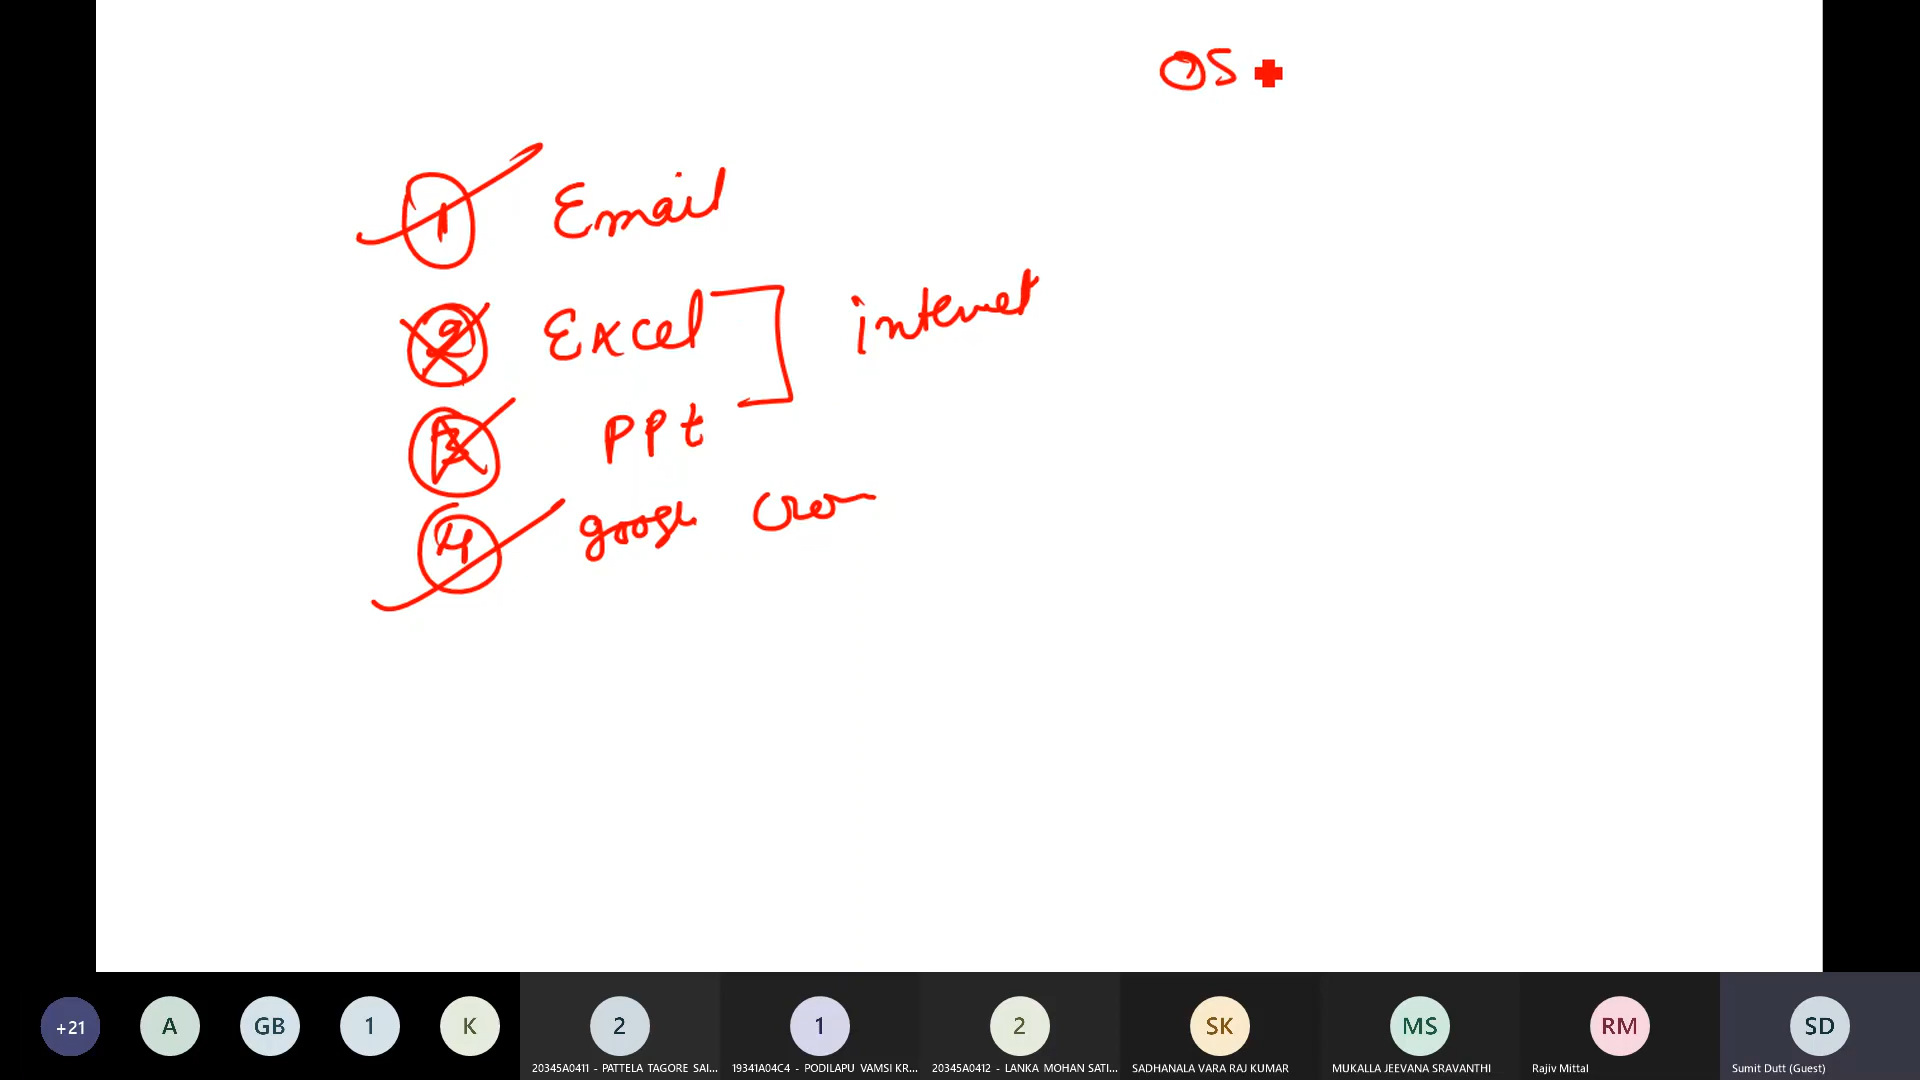 OS
1 Email
2 Excel
internet
3 PPt
4 google Crom
+21
A
GB
1
K
2
1
2
SK
MS
RM
SD
20345A0411 - PATTELA TAGORE SAI...
19341A04C4 - PODILAPU VAMSI KR...
20345A0412 - LANKA MOHAN SATI...
SADHANALA VARA RAJ KUMAR
MUKALLA JEEVANA SRAVANTHI
Rajiv Mittal
Sumit Dutt (Guest)